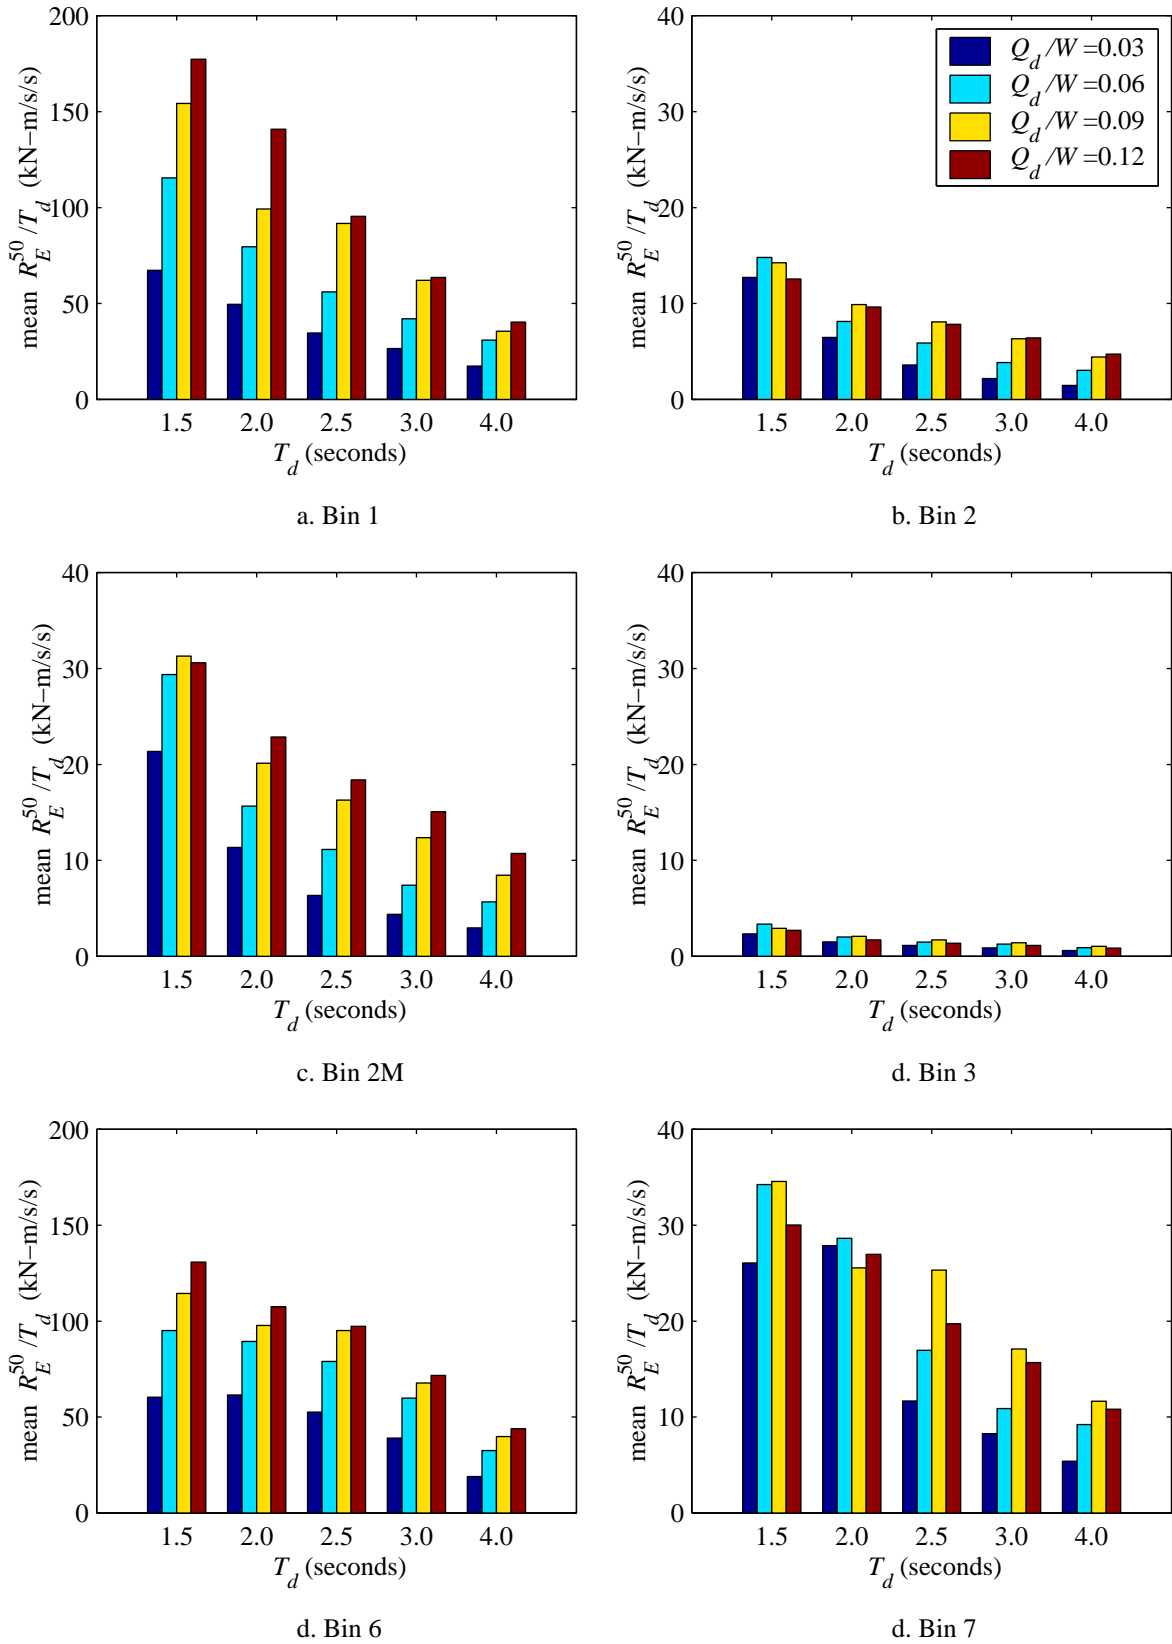 200
150
100
50
0
mean R_E^50/T_d (kN−m/s/s)
1.5 2.0 2.5 3.0 4.0
T_d (seconds)
a. Bin 1
40
30
20
10
0
mean R_E^50/T_d (kN−m/s/s)
Q_d/W=0.03
Q_d/W=0.06
Q_d/W=0.09
Q_d/W=0.12
1.5 2.0 2.5 3.0 4.0
T_d (seconds)
b. Bin 2
40
30
20
10
0
mean R_E^50/T_d (kN−m/s/s)
1.5 2.0 2.5 3.0 4.0
T_d (seconds)
c. Bin 2M
40
30
20
10
0
mean R_E^50/T_d (kN−m/s/s)
1.5 2.0 2.5 3.0 4.0
T_d (seconds)
d. Bin 3
200
150
100
50
0
mean R_E^50/T_d (kN−m/s/s)
1.5 2.0 2.5 3.0 4.0
T_d (seconds)
d. Bin 6
40
30
20
10
0
mean R_E^50/T_d (kN−m/s/s)
1.5 2.0 2.5 3.0 4.0
T_d (seconds)
d. Bin 7